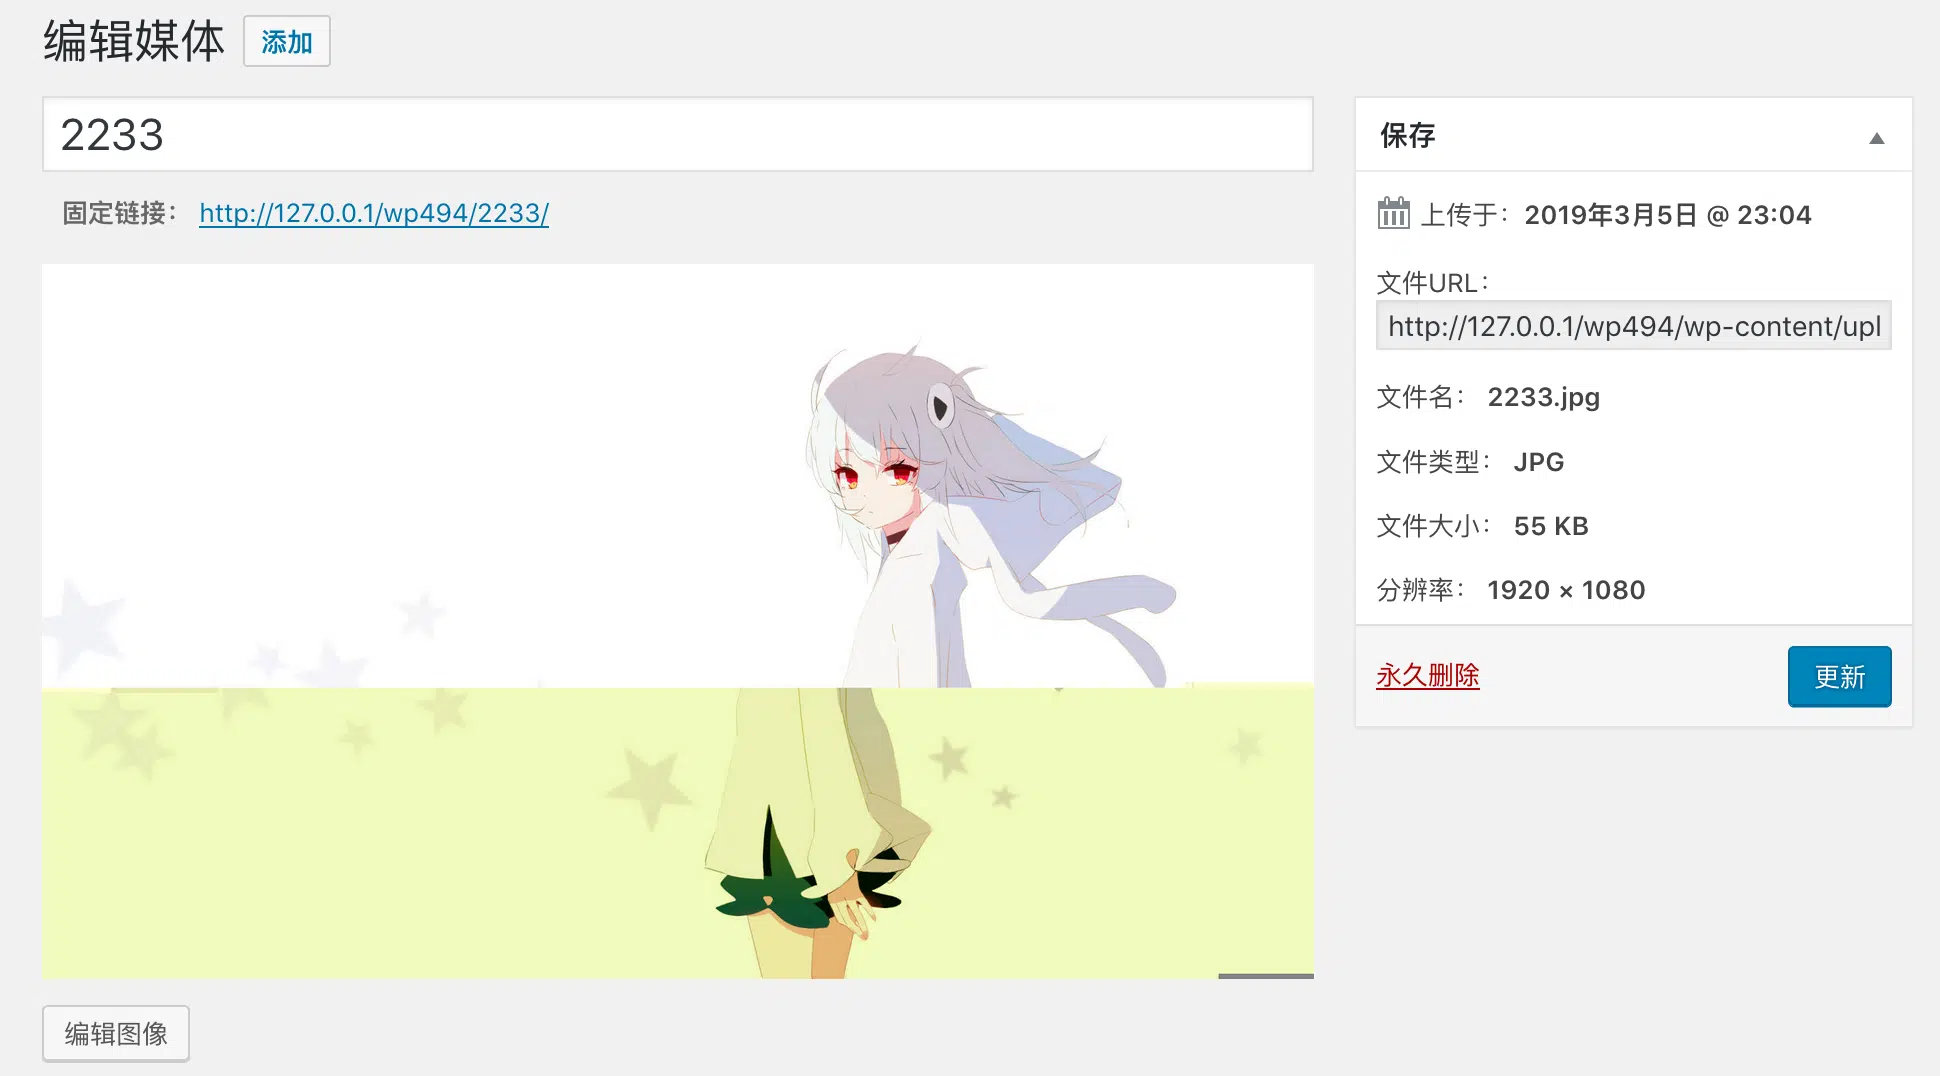 编辑媒体 添加
2233
固定链接： http://127.0.0.1/wp494/2233/
编辑图像
保存
上传于： 2019年3月5日 @ 23:04
文件URL：
http://127.0.0.1/wp494/wp-content/upl
文件名： 2233.jpg
文件类型： JPG
文件大小： 55 KB
分辨率： 1920 × 1080
永久删除 更新